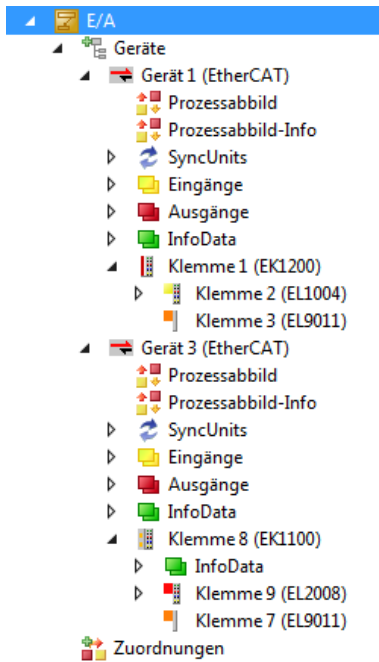 E/A
Geräte
Gerät 1 (EtherCAT)
Prozessabbild
Prozessabbild-Info
SyncUnits
Eingänge
Ausgänge
InfoData
Klemme 1 (EK1200)
Klemme 2 (EL1004)
Klemme 3 (EL9011)
Gerät 3 (EtherCAT)
Prozessabbild
Prozessabbild-Info
SyncUnits
Eingänge
Ausgänge
InfoData
Klemme 8 (EK1100)
InfoData
Klemme 9 (EL2008)
Klemme 7 (EL9011)
Zuordnungen